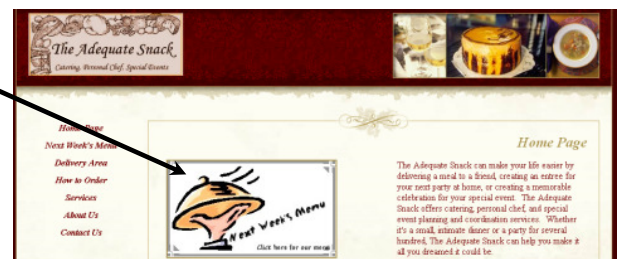 The Adequate Snack
Catering, Personal Chef, Special Events
Home Page
Next Week's Menu
Delivery Area
How to Order
Services
About Us
Contact Us
Next Week's Menu
Click here for our menu
Home Page
The Adequate Snack can make your life easier by
delivering a meal to a friend, creating an entree for
your next party at home, or creating a memorable
celebration for your special event. The Adequate
Snack offers catering, personal chef, and special
event planning and coordination services. Whether
it's a small, intimate dinner or a party for several
hundred, The Adequate Snack can help you make it
all you dreamed it could be.